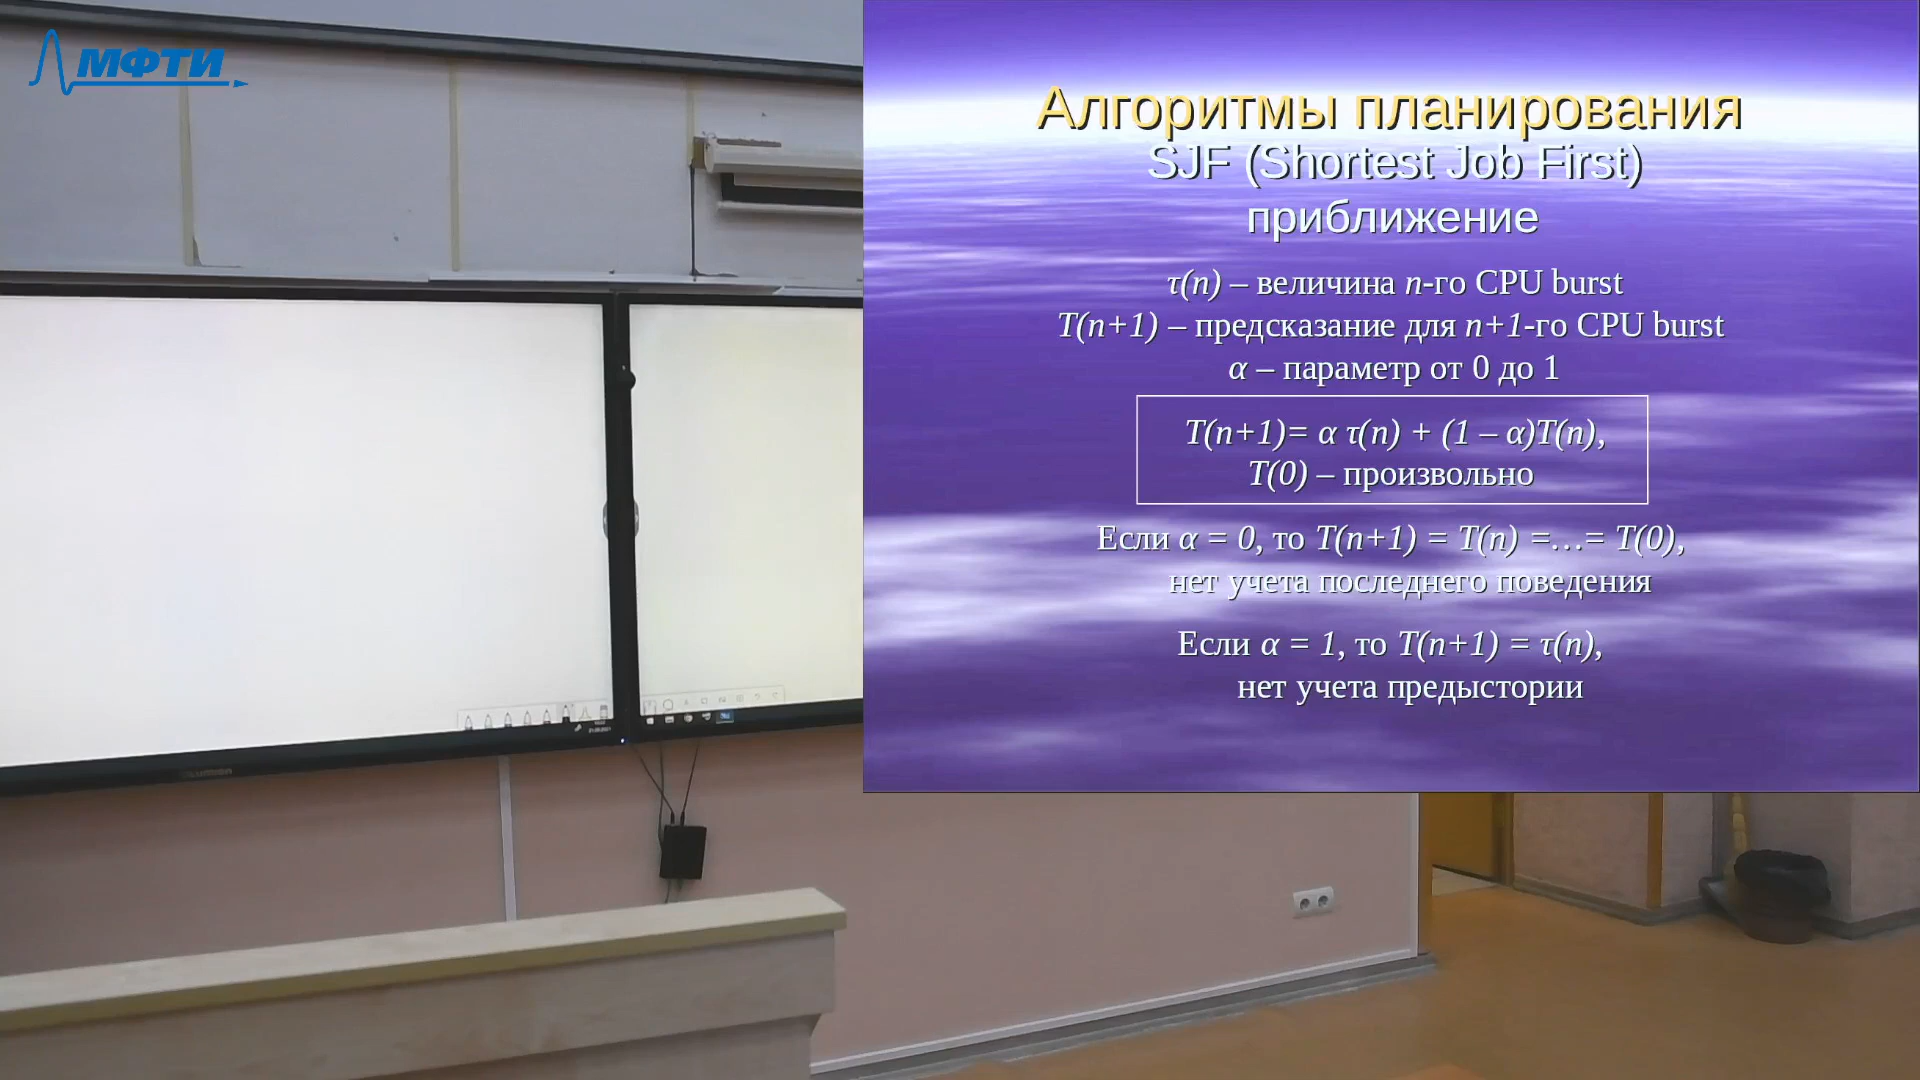 МФТИ
Алгоритмы планирования
SJF (Shortest Job First)
приближение
τ(n) – величина n-го CPU burst
T(n+1) – предсказание для n+1-го CPU burst
α – параметр от 0 до 1
T(n+1)= α τ(n) + (1 – α)T(n),
T(0) – произвольно
Если α = 0, то T(n+1) = T(n) =…= T(0),
нет учета последнего поведения
Если α = 1, то T(n+1) = τ(n),
нет учета предыстории